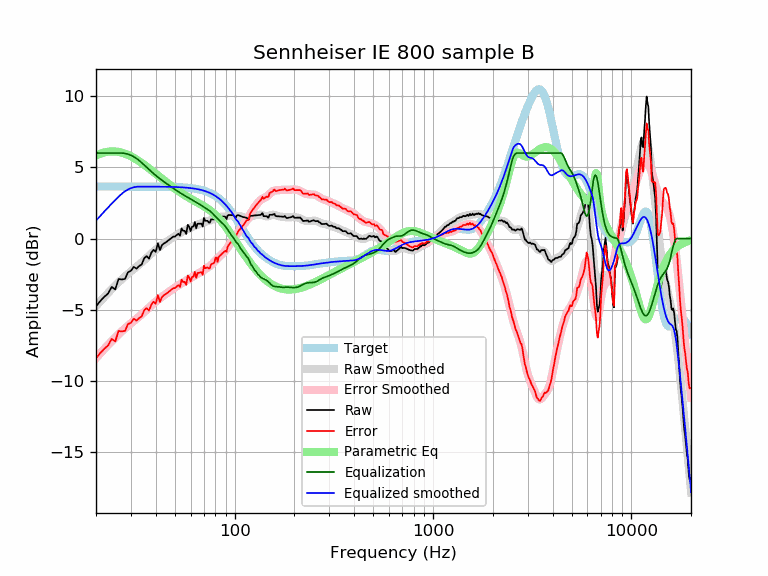 Sennheiser IE 800 sample B
Amplitude (dBr)
10
5
0
−5
−10
−15
Target
Raw Smoothed
Error Smoothed
Raw
Error
Parametric Eq
Equalization
Equalized smoothed
100
1000
10000
Frequency (Hz)